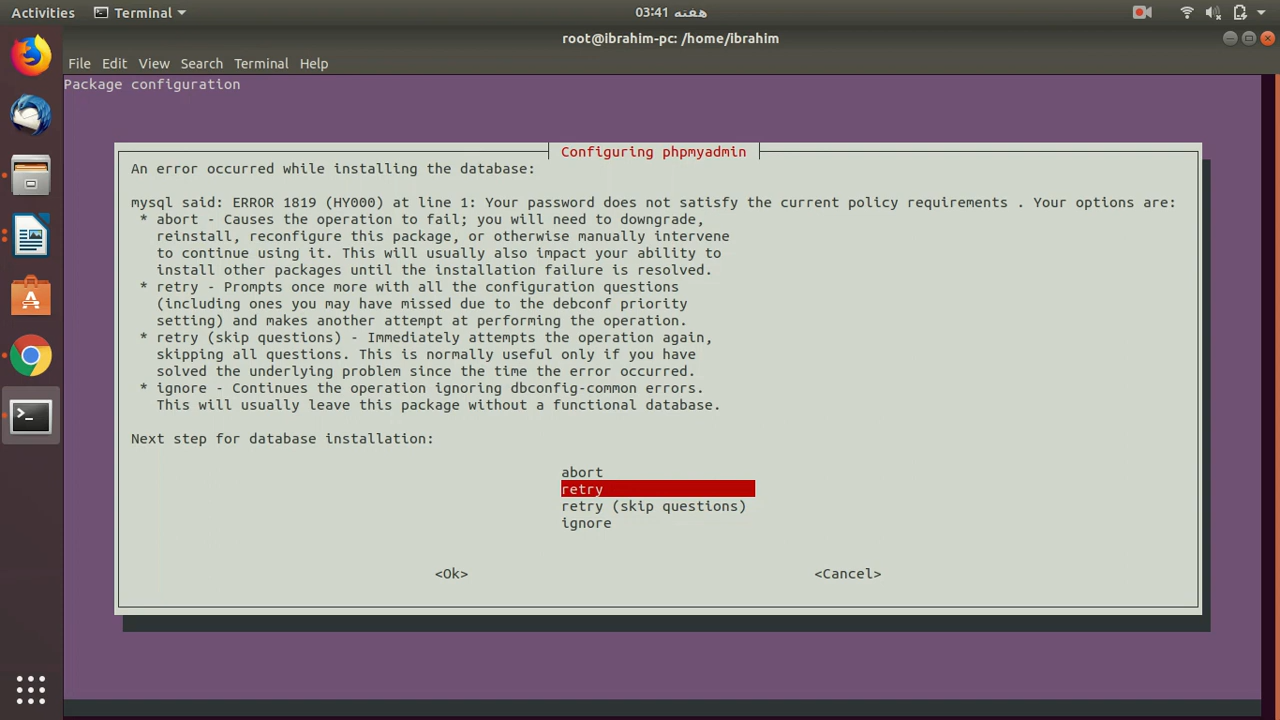 Activities
Terminal
هفته 03:41
root@ibrahim-pc: /home/ibrahim
File Edit View Search Terminal Help
Package configuration
Configuring phpmyadmin
An error occurred while installing the database:
mysql said: ERROR 1819 (HY000) at line 1: Your password does not satisfy the current policy requirements . Your options are:
* abort - Causes the operation to fail; you will need to downgrade,
reinstall, reconfigure this package, or otherwise manually intervene
to continue using it. This will usually also impact your ability to
install other packages until the installation failure is resolved.
* retry - Prompts once more with all the configuration questions
(including ones you may have missed due to the debconf priority
setting) and makes another attempt at performing the operation.
* retry (skip questions) - Immediately attempts the operation again,
skipping all questions. This is normally useful only if you have
solved the underlying problem since the time the error occurred.
* ignore - Continues the operation ignoring dbconfig-common errors.
This will usually leave this package without a functional database.
Next step for database installation:
abort
retry
retry (skip questions)
ignore
<Ok> <Cancel>